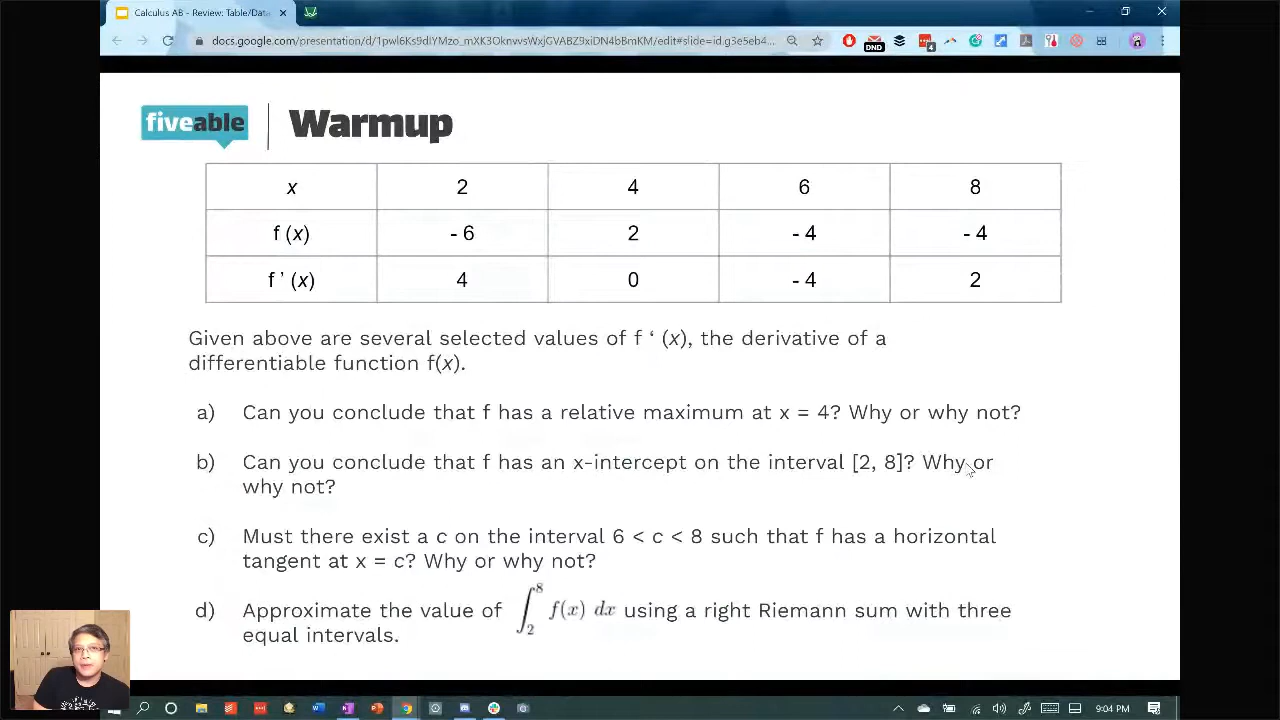 Calculus AB - Review: Table/Dat
docs.google.com/presentation/d/1pwl6Ks9dIYMzo_mXK3OknvvsWxjGVABZ9xiDN4bBmKM/edit#slide=id.g3e5eb4...
DND
4
fiveable
Warmup
x 2 4 6 8
f (x) - 6 2 - 4 - 4
f ' (x) 4 0 - 4 2
Given above are several selected values of f ‘ (x), the derivative of a
differentiable function f(x).
a) Can you conclude that f has a relative maximum at x = 4? Why or why not?
b) Can you conclude that f has an x-intercept on the interval [2, 8]? Why or
why not?
c) Must there exist a c on the interval 6 < c < 8 such that f has a horizontal
tangent at x = c? Why or why not?
d) Approximate the value of ∫₂⁸ f(x) dx using a right Riemann sum with three
equal intervals.
9:04 PM